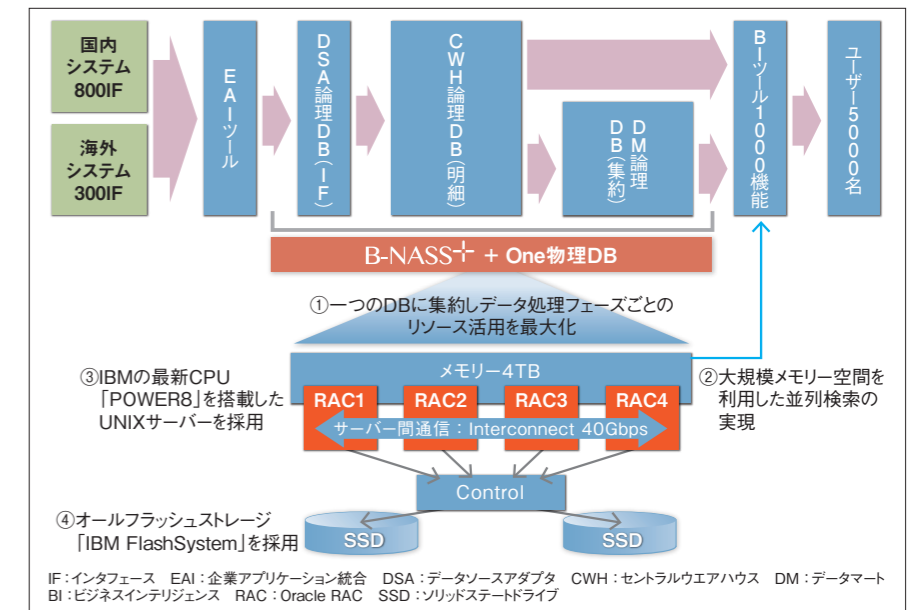 国内
システム
800IF
海外
システム
300IF
EAIツール
DSA論理DB(IF)
CWH論理DB(明細)
DM論理
DB(集約)
BIツール1000機能
ユーザー5000名
B-NASS+ + One物理DB
①一つのDBに集約しデータ処理フェーズごとの
リソース活用を最大化
メモリー4TB
③IBMの最新CPU
「POWER8」を搭載した
UNIXサーバーを採用
②大規模メモリー空間を
利用した並列検索の
実現
RAC1 RAC2 RAC3 RAC4
サーバー間通信:Interconnect 40Gbps
Control
④オールフラッシュストレージ
「IBM FlashSystem」を採用
SSD SSD
IF:インタフェース EAI:企業アプリケーション統合 DSA:データソースアダプタ CWH:セントラルウエアハウス DM:データマート
BI:ビジネスインテリジェンス RAC:Oracle RAC SSD:ソリッドステートドライブ